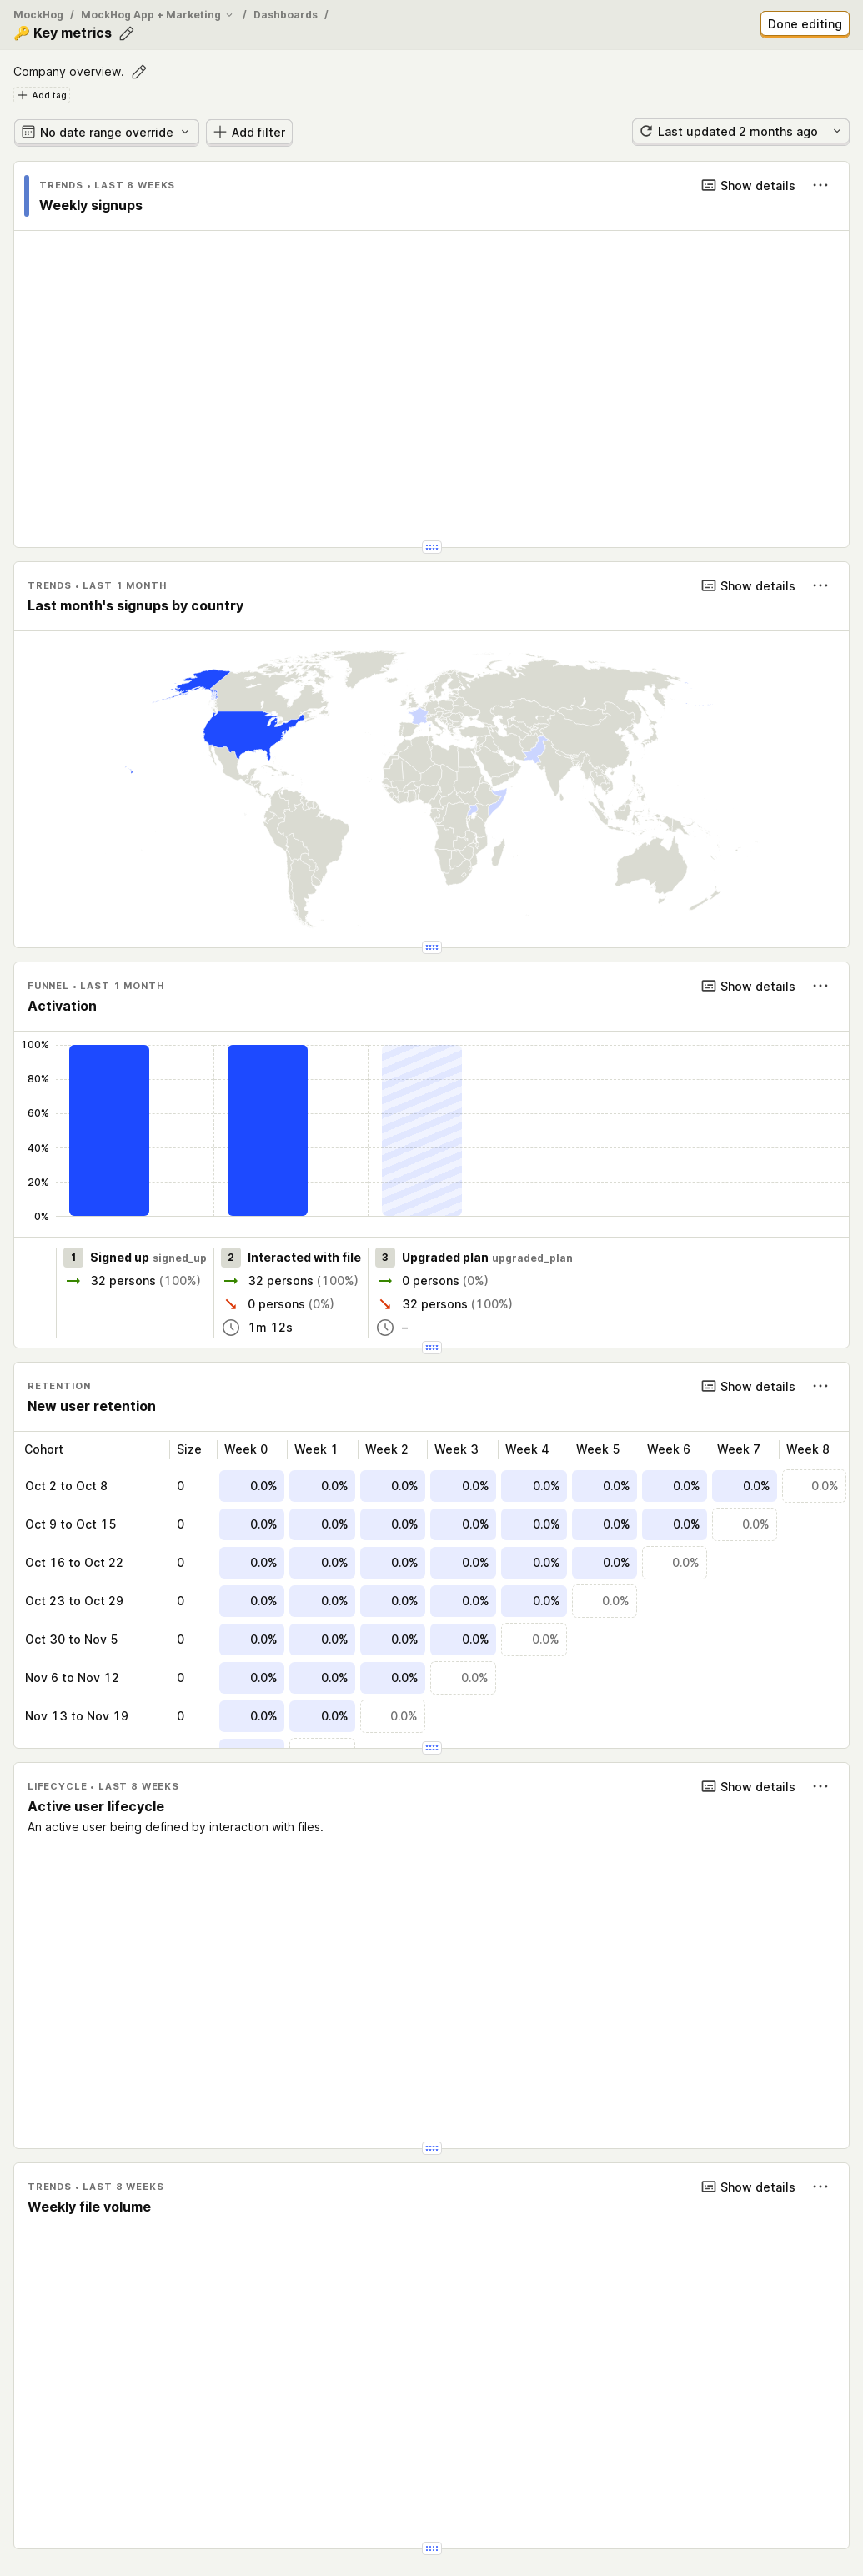 MockHog / MockHog App + Marketing / Dashboards /
🔑 Key metrics
Done editing
Company overview.
Add tag
No date range override
Add filter
Last updated 2 months ago
TRENDS • LAST 8 WEEKS
Show details
Weekly signups
TRENDS • LAST 1 MONTH
Show details
Last month's signups by country
FUNNEL • LAST 1 MONTH
Show details
Activation
100%
80%
60%
40%
20%
0%
1 Signed up signed_up
32 persons (100%)
2 Interacted with file
32 persons (100%)
0 persons (0%)
1m 12s
3 Upgraded plan upgraded_plan
0 persons (0%)
32 persons (100%)
–
RETENTION
Show details
New user retention
Cohort Size Week 0 Week 1 Week 2 Week 3 Week 4 Week 5 Week 6 Week 7 Week 8
Oct 2 to Oct 8 0 0.0% 0.0% 0.0% 0.0% 0.0% 0.0% 0.0% 0.0% 0.0%
Oct 9 to Oct 15 0 0.0% 0.0% 0.0% 0.0% 0.0% 0.0% 0.0% 0.0%
Oct 16 to Oct 22 0 0.0% 0.0% 0.0% 0.0% 0.0% 0.0% 0.0%
Oct 23 to Oct 29 0 0.0% 0.0% 0.0% 0.0% 0.0% 0.0%
Oct 30 to Nov 5 0 0.0% 0.0% 0.0% 0.0% 0.0%
Nov 6 to Nov 12 0 0.0% 0.0% 0.0% 0.0%
Nov 13 to Nov 19 0 0.0% 0.0% 0.0%
LIFECYCLE • LAST 8 WEEKS
Show details
Active user lifecycle
An active user being defined by interaction with files.
TRENDS • LAST 8 WEEKS
Show details
Weekly file volume